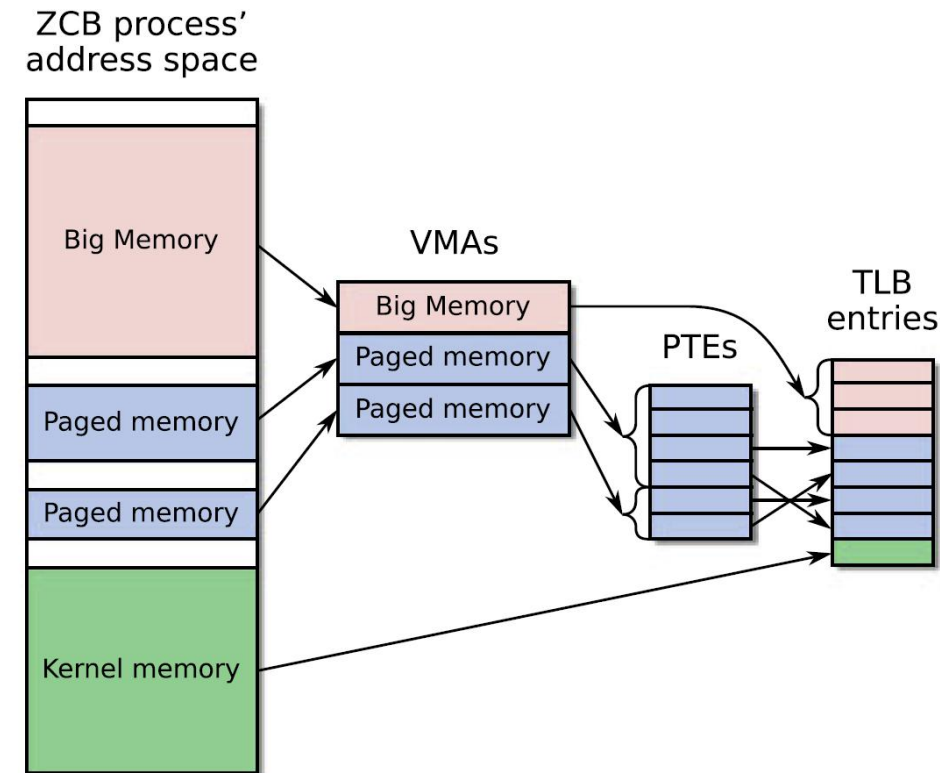 ZCB process’
address space
Big Memory
VMAs
TLB
entries
Big Memory
PTEs
Paged memory
Paged memory
Paged memory
Paged memory
Kernel memory